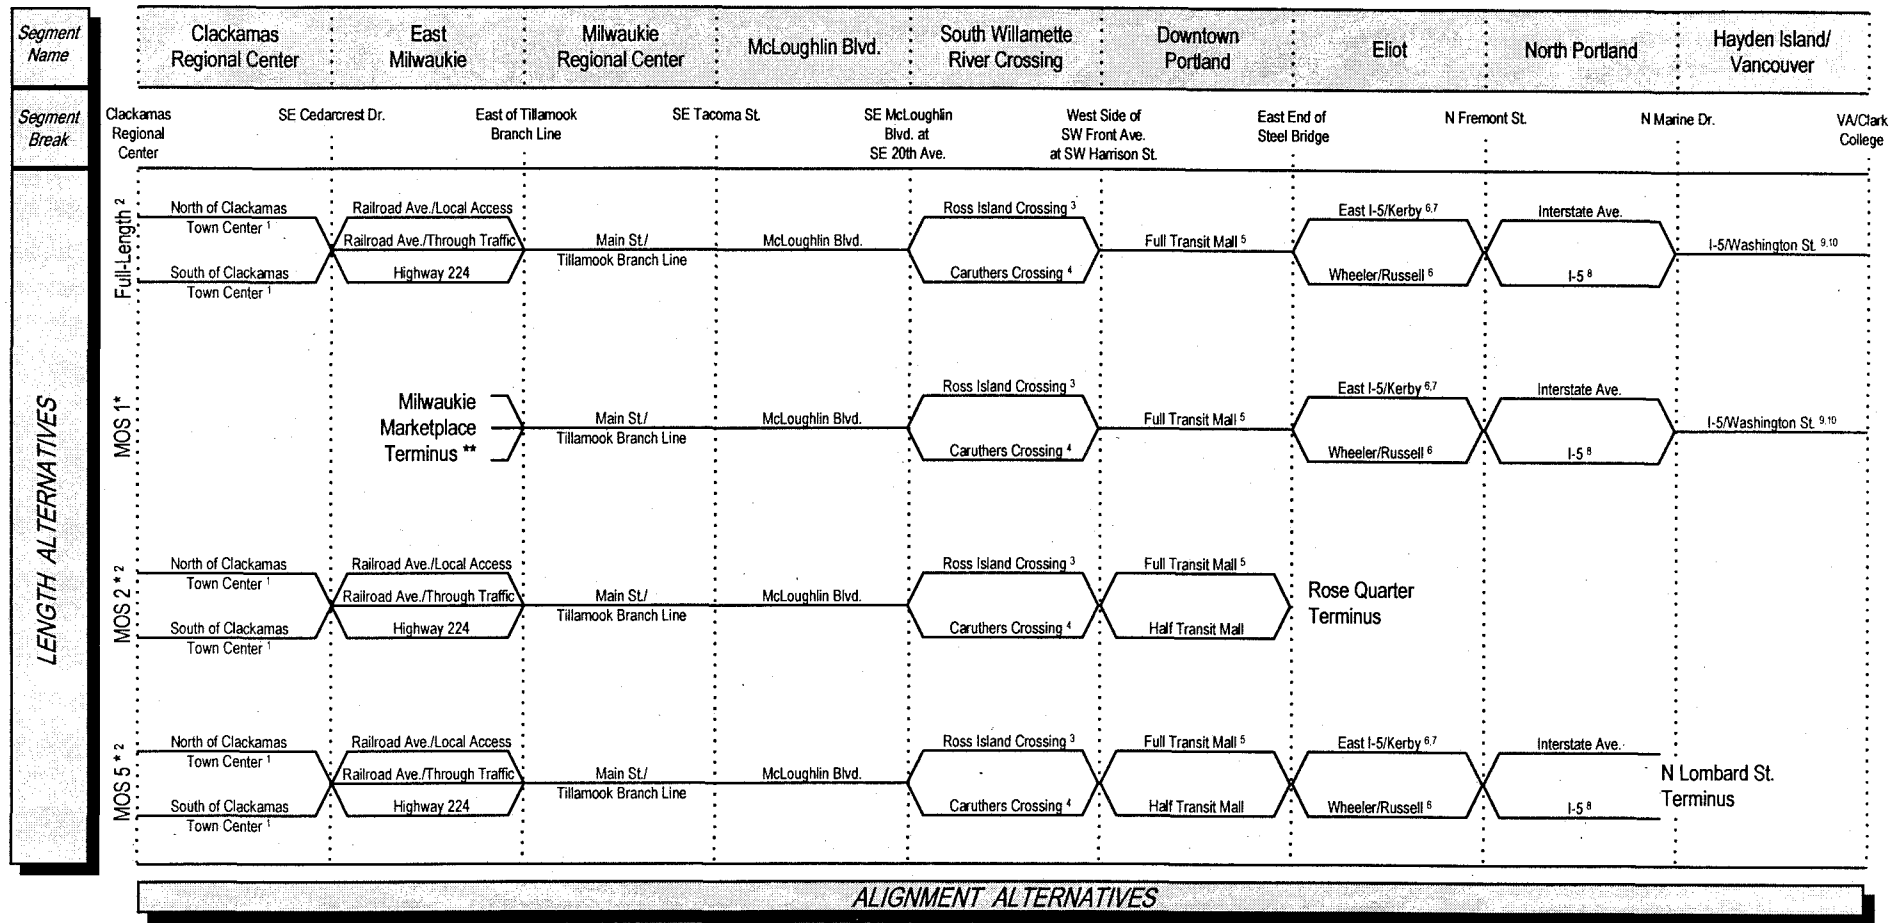 Segment
Name
Clackamas
Regional Center
East
Milwaukie
Milwaukie
Regional Center
McLoughlin Blvd.
South Willamette
River Crossing
Downtown
Portland
Eliot
North Portland
Hayden Island/
Vancouver
Segment
Break
Clackamas
Regional
Center
SE Cedarcrest Dr.
East of Tillamook
Branch Line
SE Tacoma St.
SE McLoughlin
Blvd. at
SE 20th Ave.
West Side of
SW Front Ave.
at SW Harrison St.
East End of
Steel Bridge
N Fremont St.
N Marine Dr.
VA/Clark
College
LENGTH ALTERNATIVES
Full-Length 2
North of Clackamas
Town Center 1
South of Clackamas
Town Center 1
Railroad Ave./Local Access
Railroad Ave./Through Traffic
Highway 224
Main St./
Tillamook Branch Line
McLoughlin Blvd.
Ross Island Crossing 3
Caruthers Crossing 4
Full Transit Mall 5
East I-5/Kerby 6,7
Wheeler/Russell 6
Interstate Ave.
I-5 8
I-5/Washington St. 9,10
MOS 1*
Milwaukie
Marketplace
Terminus **
Main St./
Tillamook Branch Line
McLoughlin Blvd.
Ross Island Crossing 3
Caruthers Crossing 4
Full Transit Mall 5
East I-5/Kerby 6,7
Wheeler/Russell 6
Interstate Ave.
I-5 8
I-5/Washington St. 9,10
MOS 2 * 2
North of Clackamas
Town Center 1
South of Clackamas
Town Center 1
Railroad Ave./Local Access
Railroad Ave./Through Traffic
Highway 224
Main St./
Tillamook Branch Line
McLoughlin Blvd.
Ross Island Crossing 3
Caruthers Crossing 4
Full Transit Mall 5
Half Transit Mall
Rose Quarter
Terminus
MOS 5 * 2
North of Clackamas
Town Center 1
South of Clackamas
Town Center 1
Railroad Ave./Local Access
Railroad Ave./Through Traffic
Highway 224
Main St./
Tillamook Branch Line
McLoughlin Blvd.
Ross Island Crossing 3
Caruthers Crossing 4
Full Transit Mall 5
Half Transit Mall
East I-5/Kerby 6,7
Wheeler/Russell 6
Interstate Ave.
I-5 8
N Lombard St.
Terminus
ALIGNMENT ALTERNATIVES